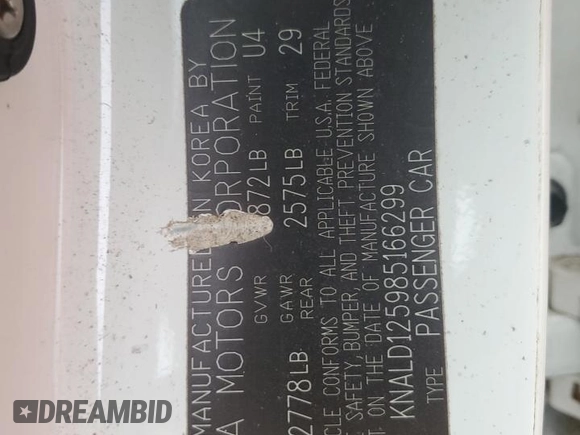 MANUFACTURED IN KOREA BY
A MOTORS CORPORATION
GVWR 872LB PAINT U4
2778LB GAWR REAR 2575LB TRIM 29
CLE CONFORMS TO ALL APPLICABLE U.S.A. FEDERAL
SAFETY, BUMPER, AND THEFT PREVENTION STANDARDS
T ON THE DATE OF MANUFACTURE SHOWN ABOVE
KNALD125985166299
TYPE PASSENGER CAR
DREAMBID